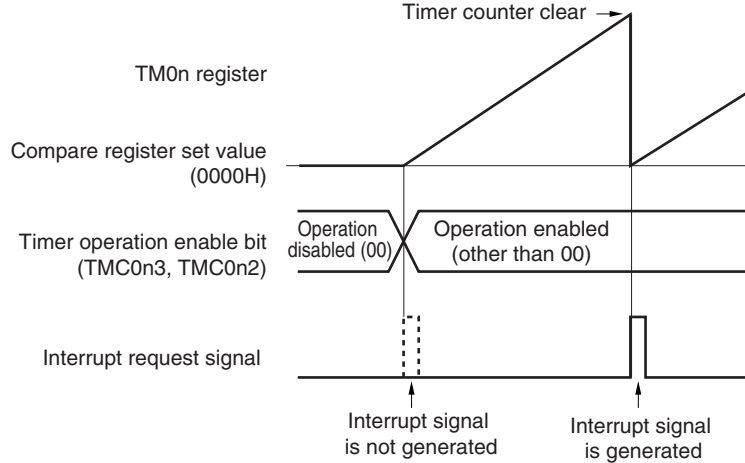 Timer counter clear
TM0n register
Compare register set value
(0000H)
Operation
disabled (00)
Operation enabled
(other than 00)
Timer operation enable bit
(TMC0n3, TMC0n2)
Interrupt request signal
Interrupt signal
is not generated
Interrupt signal
is generated